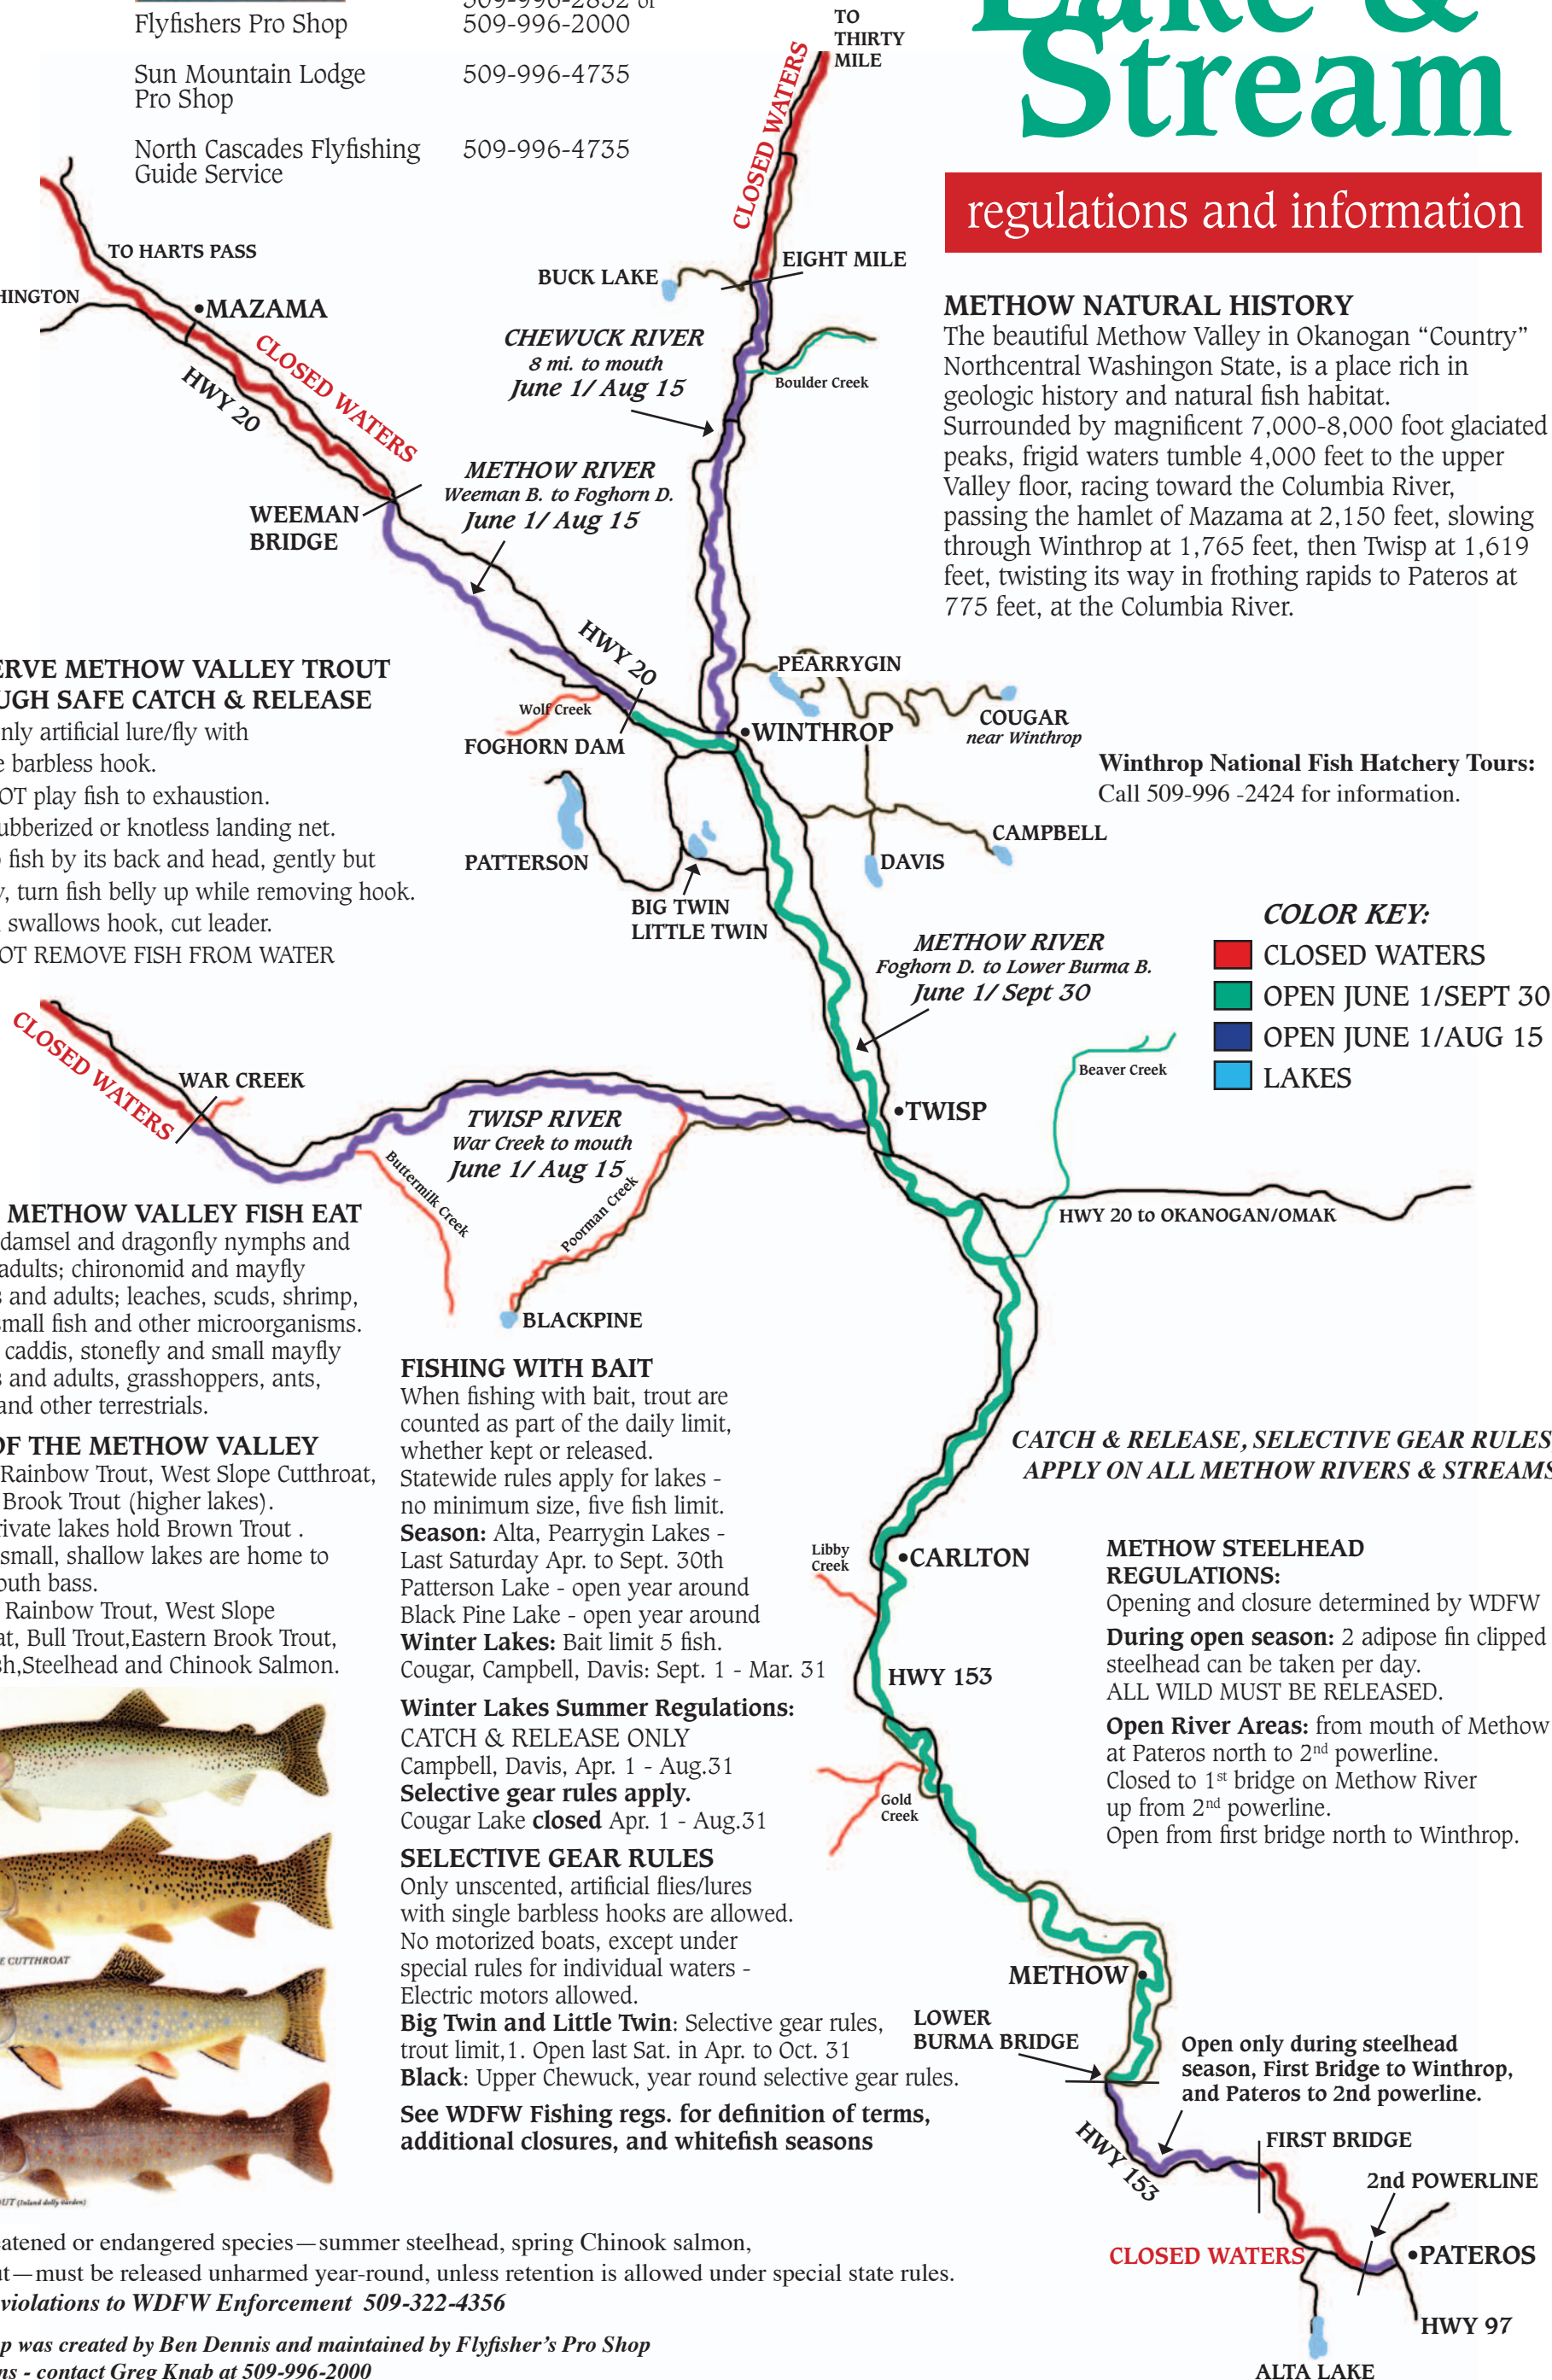 509-996-2852 or
Flyfishers Pro Shop 509-996-2000
Sun Mountain Lodge 509-996-4735
Pro Shop
North Cascades Flyfishing 509-996-4735
Guide Service
Lake &
Stream
regulations and information
TO
THIRTY
MILE
CLOSED WATERS
EIGHT MILE
BUCK LAKE
CHEWUCK RIVER
8 mi. to mouth
June 1/ Aug 15
Boulder Creek
TO HARTS PASS
HINGTON
•MAZAMA
CLOSED WATERS
HWY 20
METHOW RIVER
Weeman B. to Foghorn D.
June 1/ Aug 15
WEEMAN
BRIDGE
HWY 20
METHOW NATURAL HISTORY
The beautiful Methow Valley in Okanogan “Country”
Northcentral Washingon State, is a place rich in
geologic history and natural fish habitat.
Surrounded by magnificent 7,000-8,000 foot glaciated
peaks, frigid waters tumble 4,000 feet to the upper
Valley floor, racing toward the Columbia River,
passing the hamlet of Mazama at 2,150 feet, slowing
through Winthrop at 1,765 feet, then Twisp at 1,619
feet, twisting its way in frothing rapids to Pateros at
775 feet, at the Columbia River.
ERVE METHOW VALLEY TROUT
UGH SAFE CATCH & RELEASE
nly artificial lure/fly with
e barbless hook.
OT play fish to exhaustion.
ubberized or knotless landing net.
fish by its back and head, gently but
y, turn fish belly up while removing hook.
swallows hook, cut leader.
OT REMOVE FISH FROM WATER
Wolf Creek
FOGHORN DAM
PEARRYGIN
•WINTHROP
COUGAR
near Winthrop
Winthrop National Fish Hatchery Tours:
Call 509-996 -2424 for information.
PATTERSON
BIG TWIN
LITTLE TWIN
DAVIS
CAMPBELL
METHOW RIVER
Foghorn D. to Lower Burma B.
June 1/ Sept 30
COLOR KEY:
CLOSED WATERS
OPEN JUNE 1/SEPT 30
OPEN JUNE 1/AUG 15
LAKES
CLOSED WATERS
WAR CREEK
TWISP RIVER
War Creek to mouth
June 1/ Aug 15
Buttermilk Creek
Poorman Creek
BLACKPINE
•TWISP
Beaver Creek
HWY 20 to OKANOGAN/OMAK
METHOW VALLEY FISH EAT
damsel and dragonfly nymphs and
adults; chironomid and mayfly
s and adults; leaches, scuds, shrimp,
small fish and other microorganisms.
caddis, stonefly and small mayfly
s and adults, grasshoppers, ants,
and other terrestrials.
OF THE METHOW VALLEY
Rainbow Trout, West Slope Cutthroat,
Brook Trout (higher lakes).
rivate lakes hold Brown Trout .
small, shallow lakes are home to
outh bass.
Rainbow Trout, West Slope
at, Bull Trout,Eastern Brook Trout,
sh,Steelhead and Chinook Salmon.
E CUTTHROAT
OUT (Inland dolly varden)
FISHING WITH BAIT
When fishing with bait, trout are
counted as part of the daily limit,
whether kept or released.
Statewide rules apply for lakes -
no minimum size, five fish limit.
Season: Alta, Pearrygin Lakes -
Last Saturday Apr. to Sept. 30th
Patterson Lake - open year around
Black Pine Lake - open year around
Winter Lakes: Bait limit 5 fish.
Cougar, Campbell, Davis: Sept. 1 - Mar. 31
Winter Lakes Summer Regulations:
CATCH & RELEASE ONLY
Campbell, Davis, Apr. 1 - Aug.31
Selective gear rules apply.
Cougar Lake closed Apr. 1 - Aug.31
SELECTIVE GEAR RULES
Only unscented, artificial flies/lures
with single barbless hooks are allowed.
No motorized boats, except under
special rules for individual waters -
Electric motors allowed.
Big Twin and Little Twin: Selective gear rules,
trout limit,1. Open last Sat. in Apr. to Oct. 31
Black: Upper Chewuck, year round selective gear rules.
See WDFW Fishing regs. for definition of terms,
additional closures, and whitefish seasons
CATCH & RELEASE, SELECTIVE GEAR RULES
APPLY ON ALL METHOW RIVERS & STREAMS
Libby
Creek
•CARLTON
HWY 153
Gold
Creek
METHOW STEELHEAD
REGULATIONS:
Opening and closure determined by WDFW
During open season: 2 adipose fin clipped
steelhead can be taken per day.
ALL WILD MUST BE RELEASED.
Open River Areas: from mouth of Methow
at Pateros north to 2nd powerline.
Closed to 1st bridge on Methow River
up from 2nd powerline.
Open from first bridge north to Winthrop.
METHOW •
LOWER
BURMA BRIDGE
Open only during steelhead
season, First Bridge to Winthrop,
and Pateros to 2nd powerline.
HWY 153
FIRST BRIDGE
2nd POWERLINE
CLOSED WATERS
•PATEROS
HWY 97
ALTA LAKE
eatened or endangered species—summer steelhead, spring Chinook salmon,
ut—must be released unharmed year-round, unless retention is allowed under special state rules.
violations to WDFW Enforcement 509-322-4356
p was created by Ben Dennis and maintained by Flyfisher’s Pro Shop
ns - contact Greg Knab at 509-996-2000